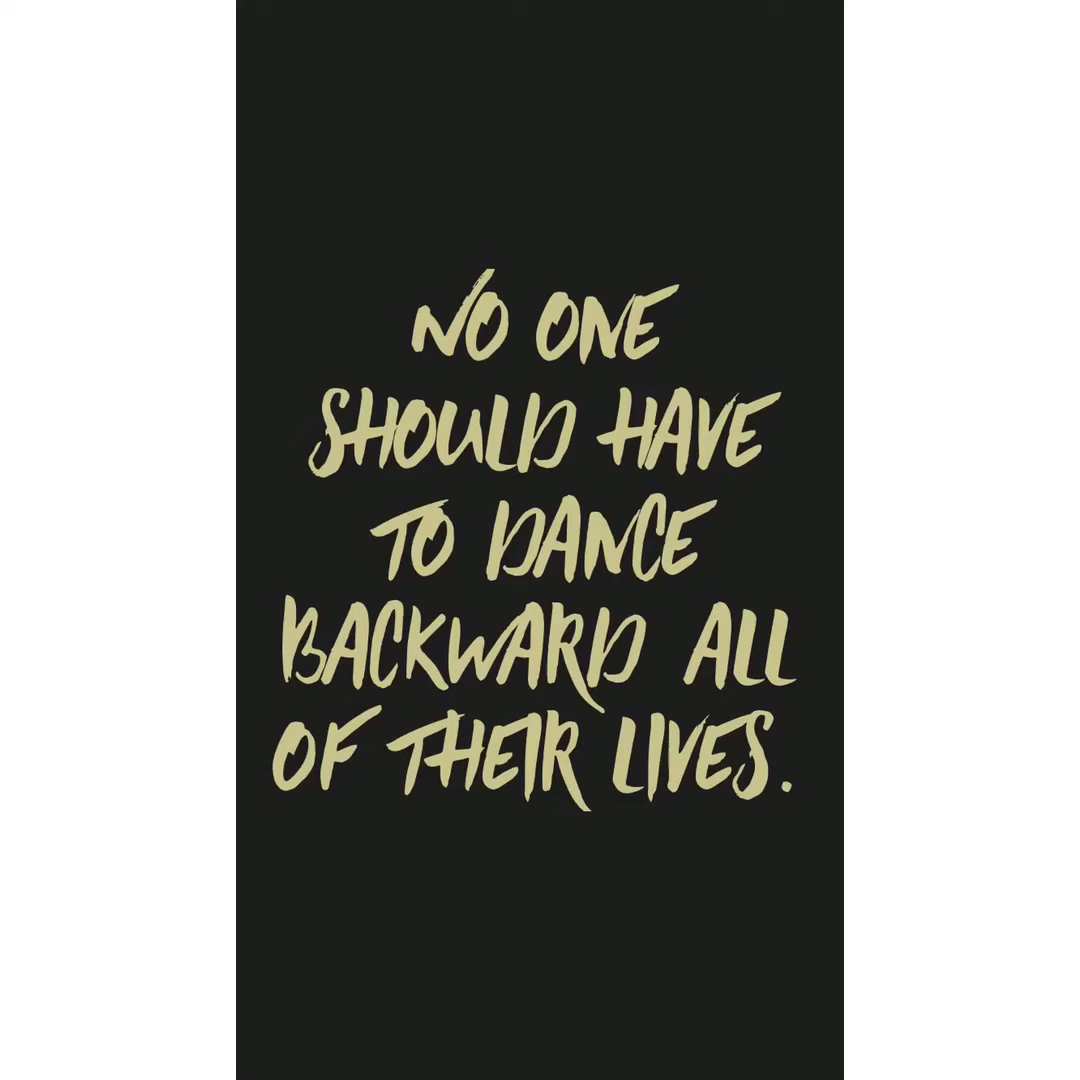 NO ONE
SHOULD HAVE
TO DANCE
BACKWARD ALL
OF THEIR LIVES.